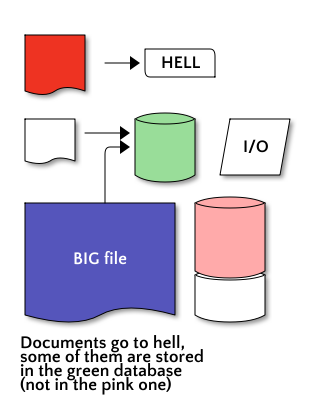 HELL
I/O
BIG file
Documents go to hell,
some of them are stored
in the green database
(not in the pink one)